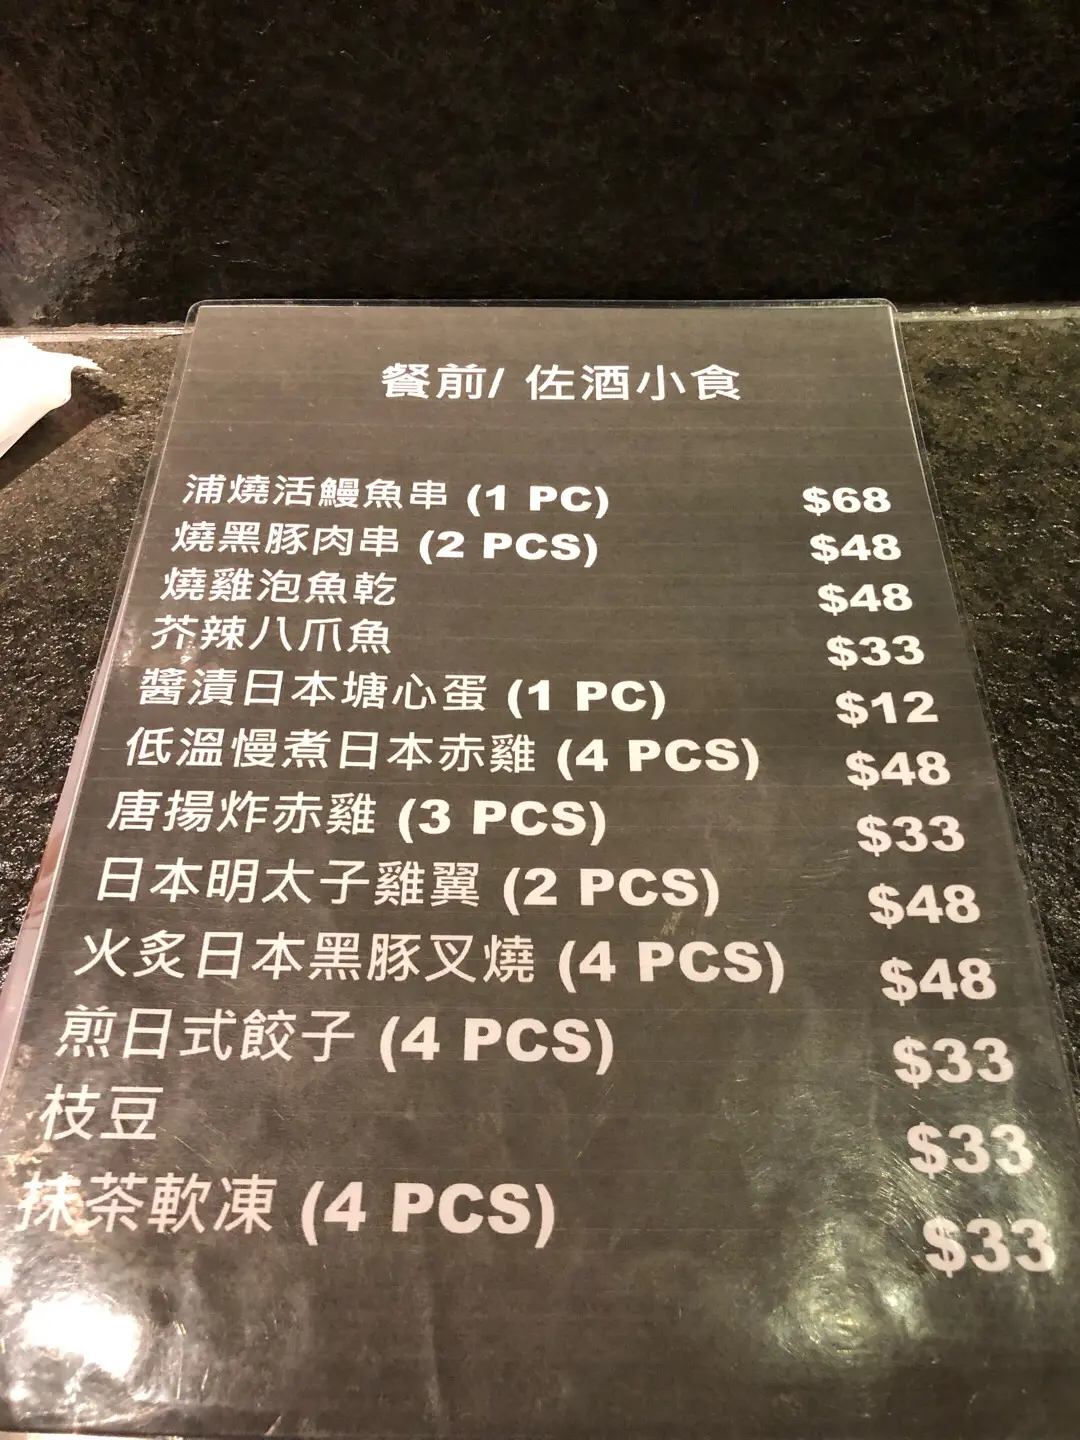 餐前/ 佐酒小食
浦燒活鰻魚串 (1 PC) $68
燒黑豚肉串 (2 PCS) $48
燒雞泡魚乾 $48
芥辣八爪魚 $33
醬漬日本塘心蛋 (1 PC) $12
低溫慢煮日本赤雞 (4 PCS) $48
唐揚炸赤雞 (3 PCS) $33
日本明太子雞翼 (2 PCS) $48
火炙日本黑豚叉燒 (4 PCS) $48
煎日式餃子 (4 PCS) $33
枝豆 $33
抹茶軟凍 (4 PCS) $33